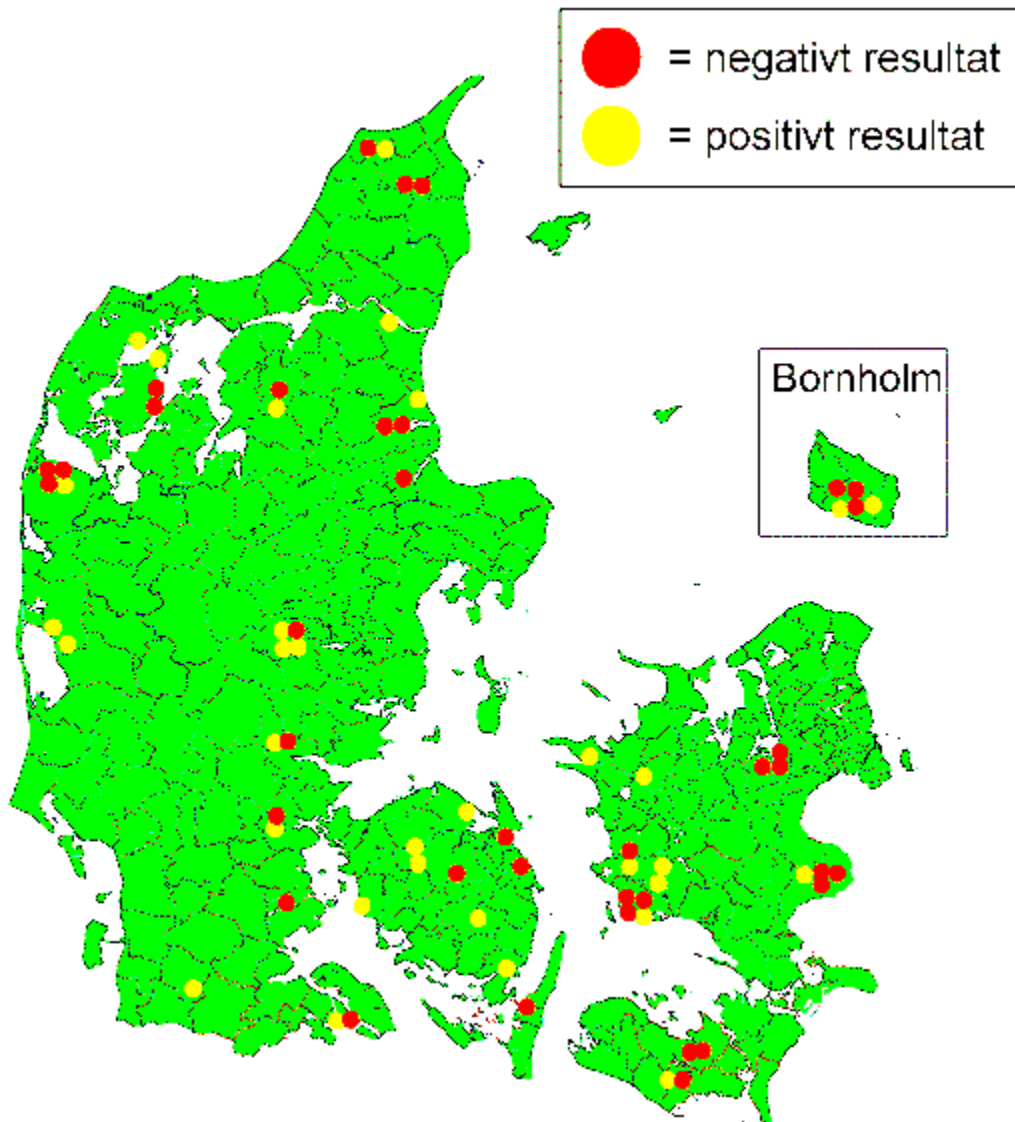 = negativt resultat
= positivt resultat
Bornholm